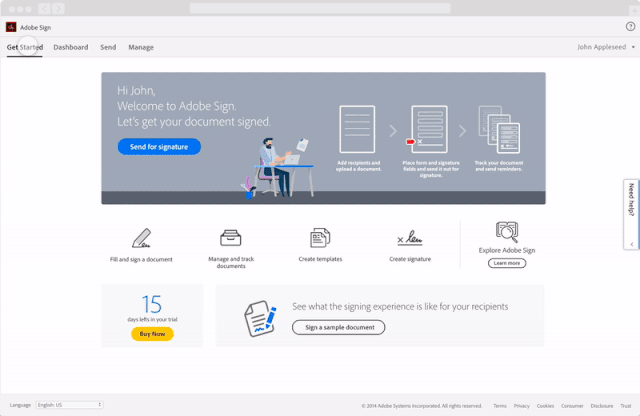 Adobe Sign
Get Started Dashboard Send Manage
John Appleseed
Hi John,
Welcome to Adobe Sign.
Let's get your document signed.
Send for signature
Add recipients and
upload a document.
Place form and signature
fields and send it out for
signature.
Track your document
and send reminders.
Need help?
Fill and sign a document
Manage and track
documents
Create templates
Create signature
Explore Adobe Sign
Learn more
15
days lefts in your trial
Buy Now
See what the signing experience is like for your recipients
Sign a sample document
Language English: US
© 2014 Adobe Systems Incorporated. All rights reserved. Terms Privacy Cookies Consumer Disclosure Trust